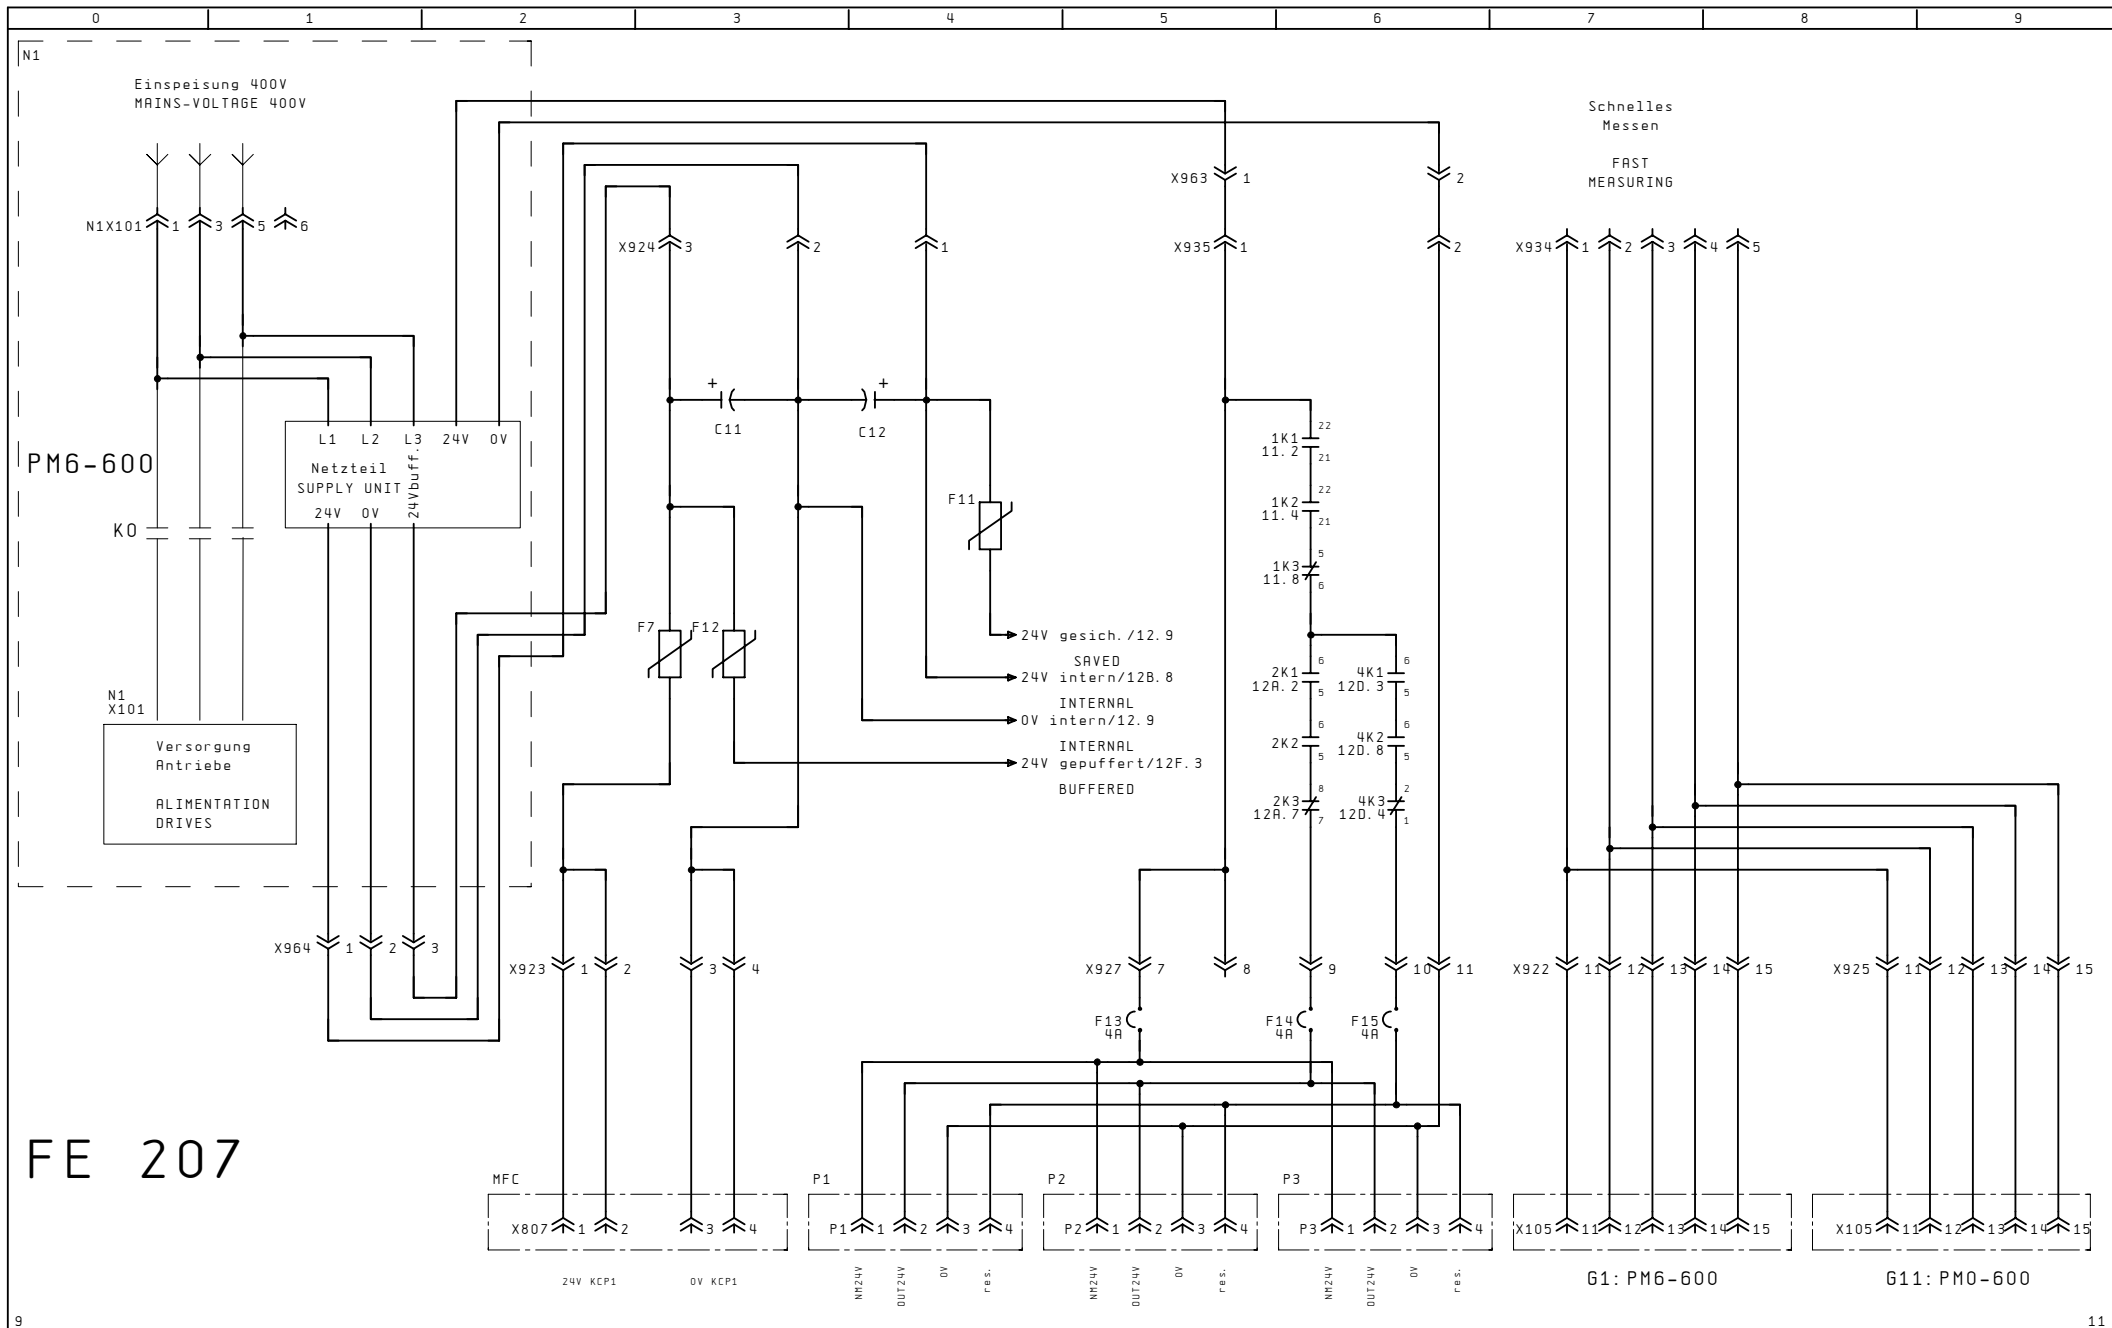 0 1 2 3 4 5 6 7 8 9
N1
Einspeisung 400V
MAINS-VOLTAGE 400V
Schnelles
Messen
FAST
MEASURING
X963 1 2
N1X101 1 3 5 6
X924 3 2 1
X935 1 2
X934 1 2 3 4 5
+ +
C11 C12
L1 L2 L3 24V 0V
PM6-600
Netzteil
SUPPLY UNIT
24Vbuff.
24V 0V
K0
F11
22
1K1
11.2
21
22
1K2
11.4
21
5
1K3
11.8
6
F7 F12
24V gesich./12.9
SAVED
24V intern/12B.8
INTERNAL
0V intern/12.9
INTERNAL
24V gepuffert/12F.3
BUFFERED
6 6
2K1 4K1
12A.2 12D.3
5 5
6 6
2K2 4K2
12D.8
5 5
8 2
2K3 4K3
12A.7 12D.4
7 1
N1
X101
Versorgung
Antriebe
ALIMENTATION
DRIVES
X964 1 2 3
X923 1 2 3 4
X927 7 8 9 10 11
X922 11 12 13 14 15
X925 11 12 13 14 15
F13
4A
F14
4A
F15
4A
FE 207
MFC P1 P2 P3
X807 1 2 3 4
P1 1 2 3 4
P2 1 2 3 4
P3 1 2 3 4
X105 11 12 13 14 15
X105 11 12 13 14 15
24V KCP1 0V KCP1
NM24V OUT24V 0V res.
NM24V OUT24V 0V res.
NM24V OUT24V 0V res.
G1: PM6-600 G11: PM0-600
9 11